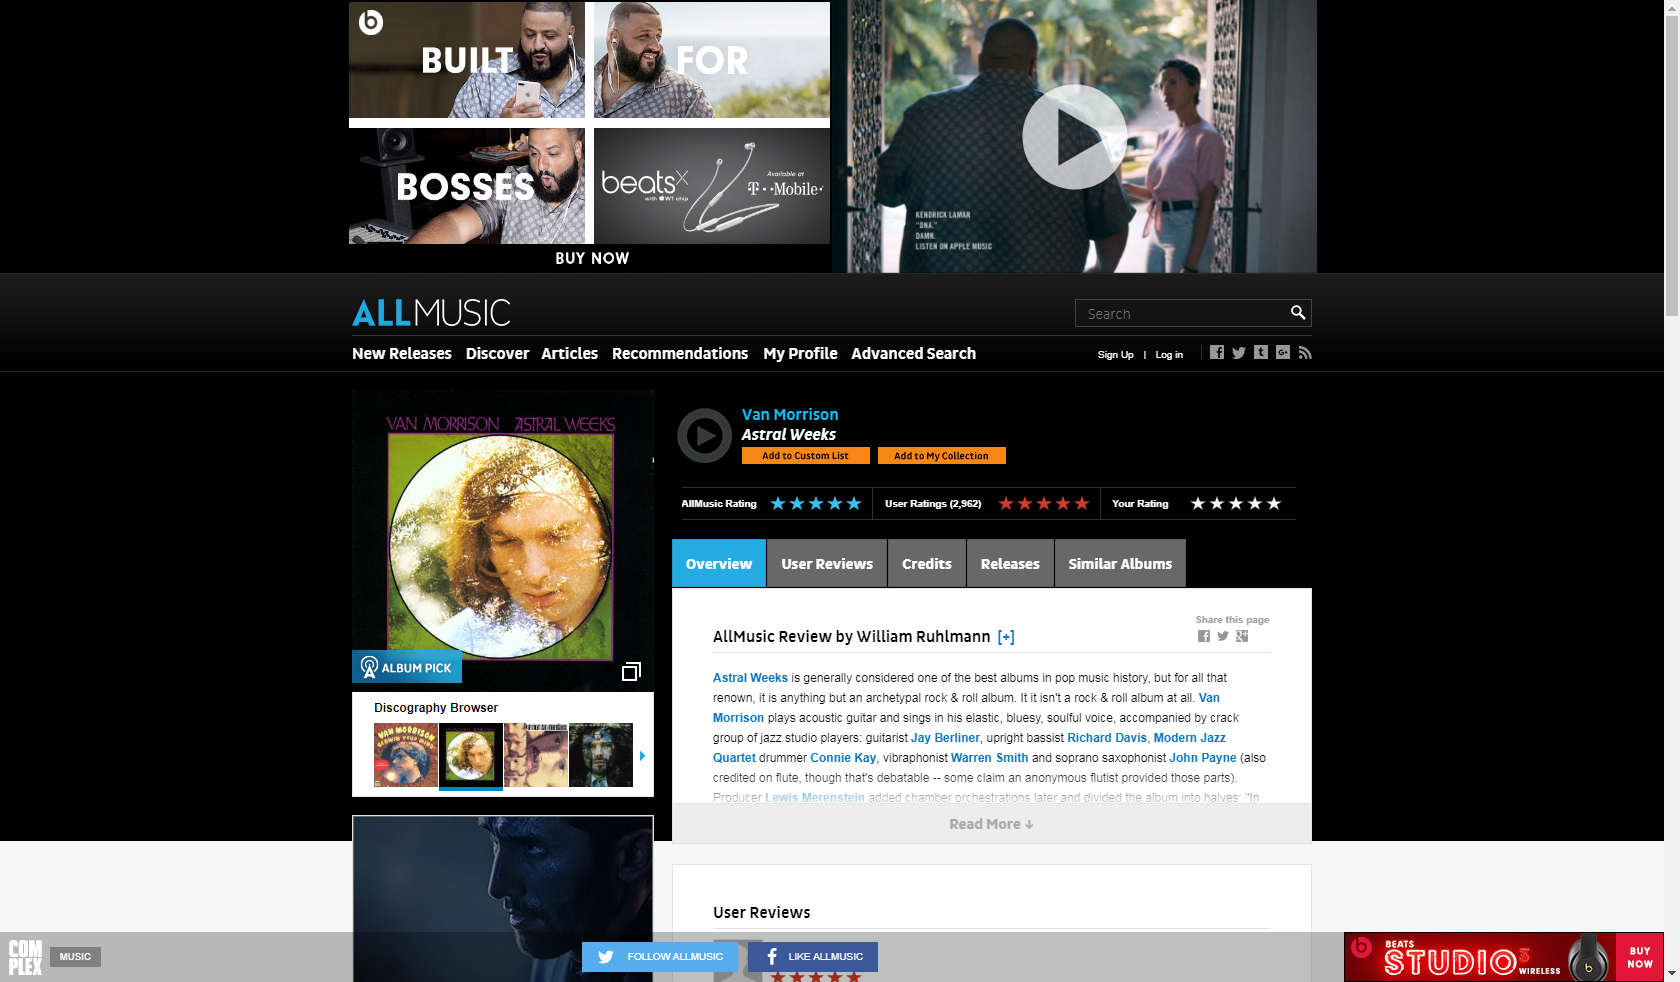 BUILT
FOR
BOSSES
beatsX
with W1 chip
Available at
T · · Mobile
BUY NOW
KENDRICK LAMAR
"DNA."
DAMN.
LISTEN ON APPLE MUSIC
ALLMUSIC
Search
New Releases Discover Articles Recommendations My Profile Advanced Search
Sign Up | Log in
VAN MORRISON ASTRAL WEEKS
ALBUM PICK
Van Morrison
Astral Weeks
Add to Custom List Add to My Collection
AllMusic Rating User Ratings (2,962) Your Rating
Overview User Reviews Credits Releases Similar Albums
Share this page
AllMusic Review by William Ruhlmann [+]
Astral Weeks is generally considered one of the best albums in pop music history, but for all that
renown, it is anything but an archetypal rock & roll album. It it isn't a rock & roll album at all. Van
Morrison plays acoustic guitar and sings in his elastic, bluesy, soulful voice, accompanied by crack
group of jazz studio players: guitarist Jay Berliner, upright bassist Richard Davis, Modern Jazz
Quartet drummer Connie Kay, vibraphonist Warren Smith and soprano saxophonist John Payne (also
credited on flute, though that's debatable -- some claim an anonymous flutist provided those parts).
Producer Lewis Merenstein added chamber orchestrations later and divided the album into halves: "In
Read More ↓
Discography Browser
VAN MORRISON
BLOWIN' YOUR MIND!
User Reviews
COMPLEX
MUSIC
FOLLOW ALLMUSIC
LIKE ALLMUSIC
BEATS
STUDIO3
WIRELESS
BUY
NOW